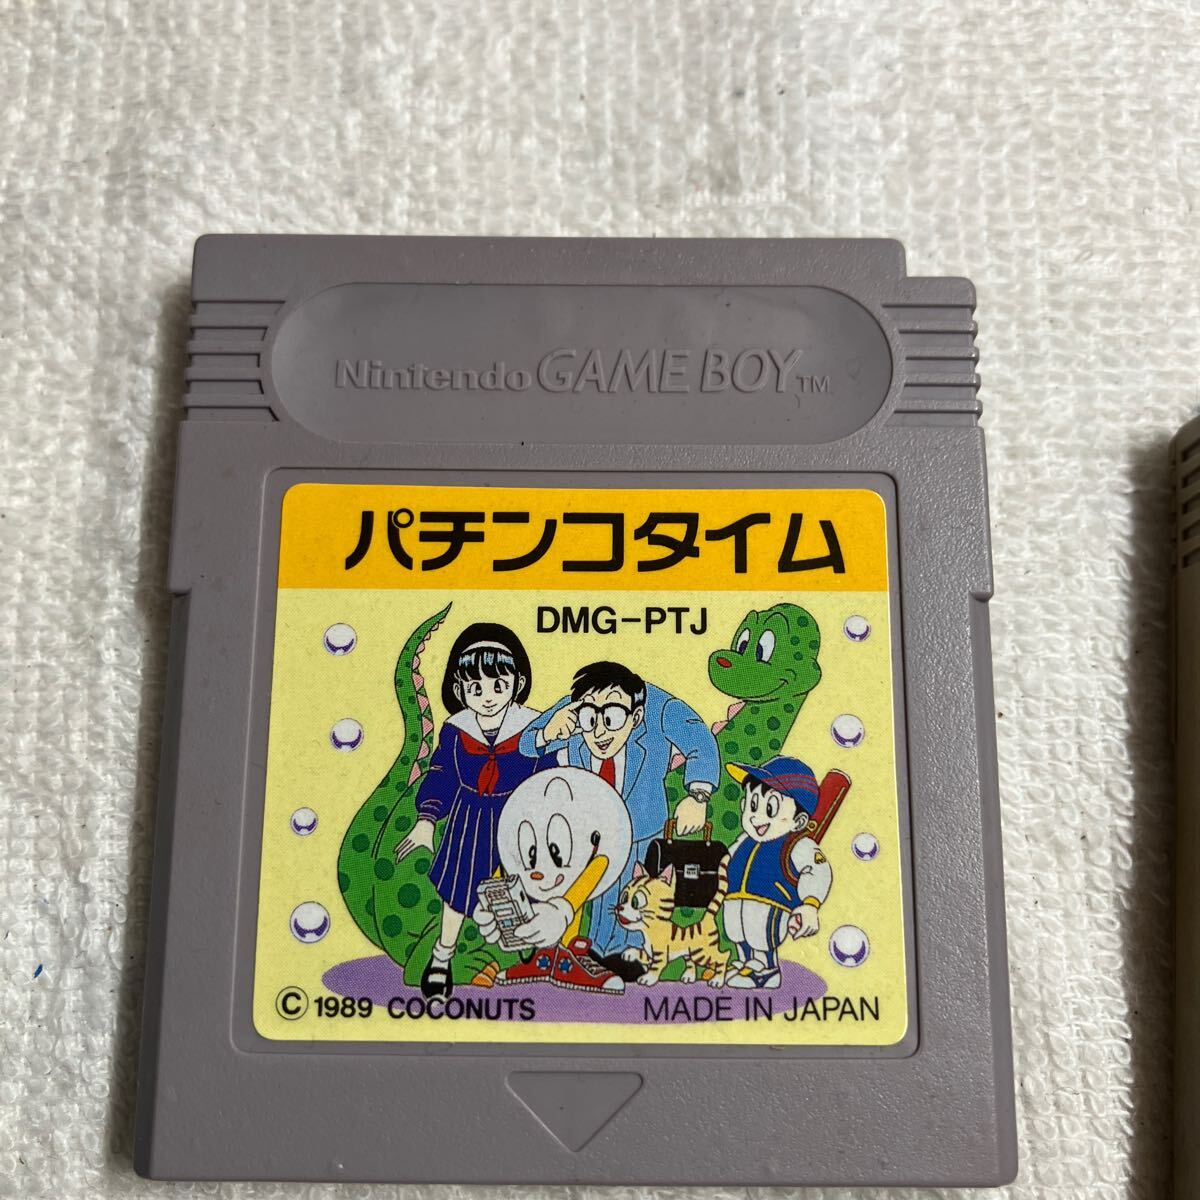 Nintendo GAME BOY TM
パチンコタイム
DMG-PTJ
© 1989 COCONUTS MADE IN JAPAN